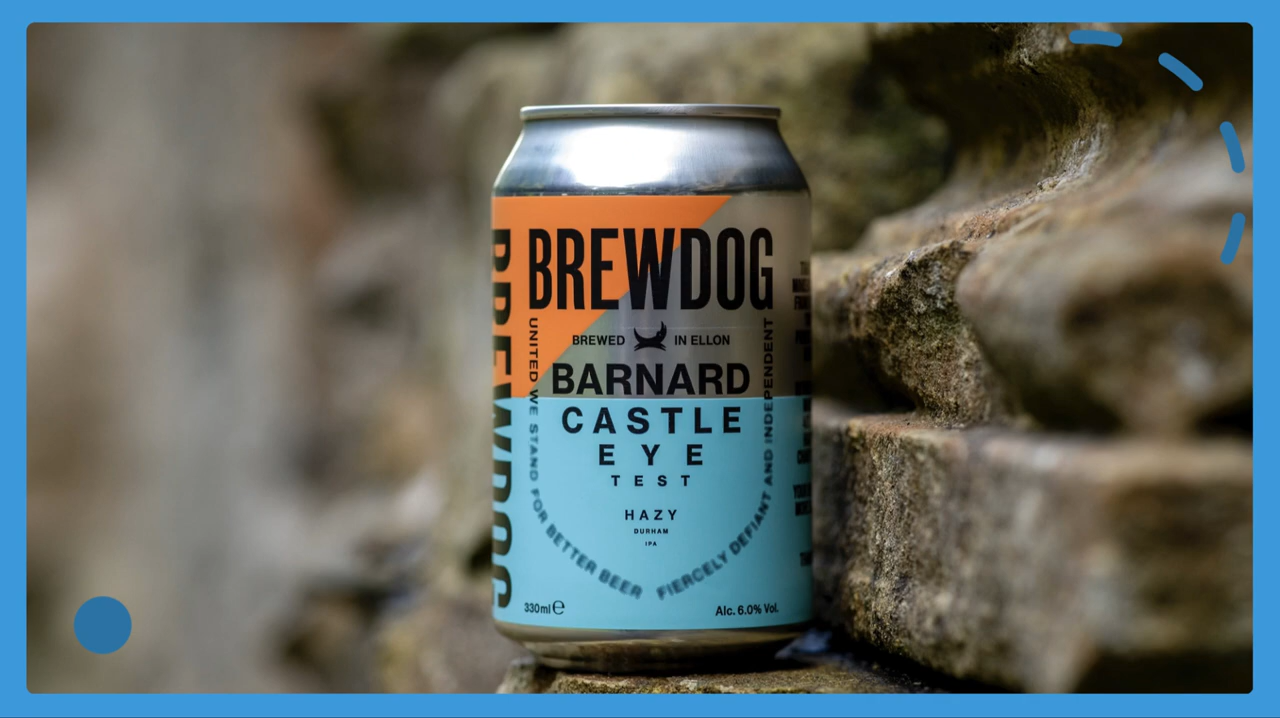 BREWDOG
BREWDOG
BREWED IN ELLON
BARNARD
CASTLE
EYE
TEST
HAZY
DURHAM
IPA
UNITED WE STAND FOR BETTER BEER
FIERCELY DEFIANT AND INDEPENDENT
330ml℮
Alc. 6.0% Vol.